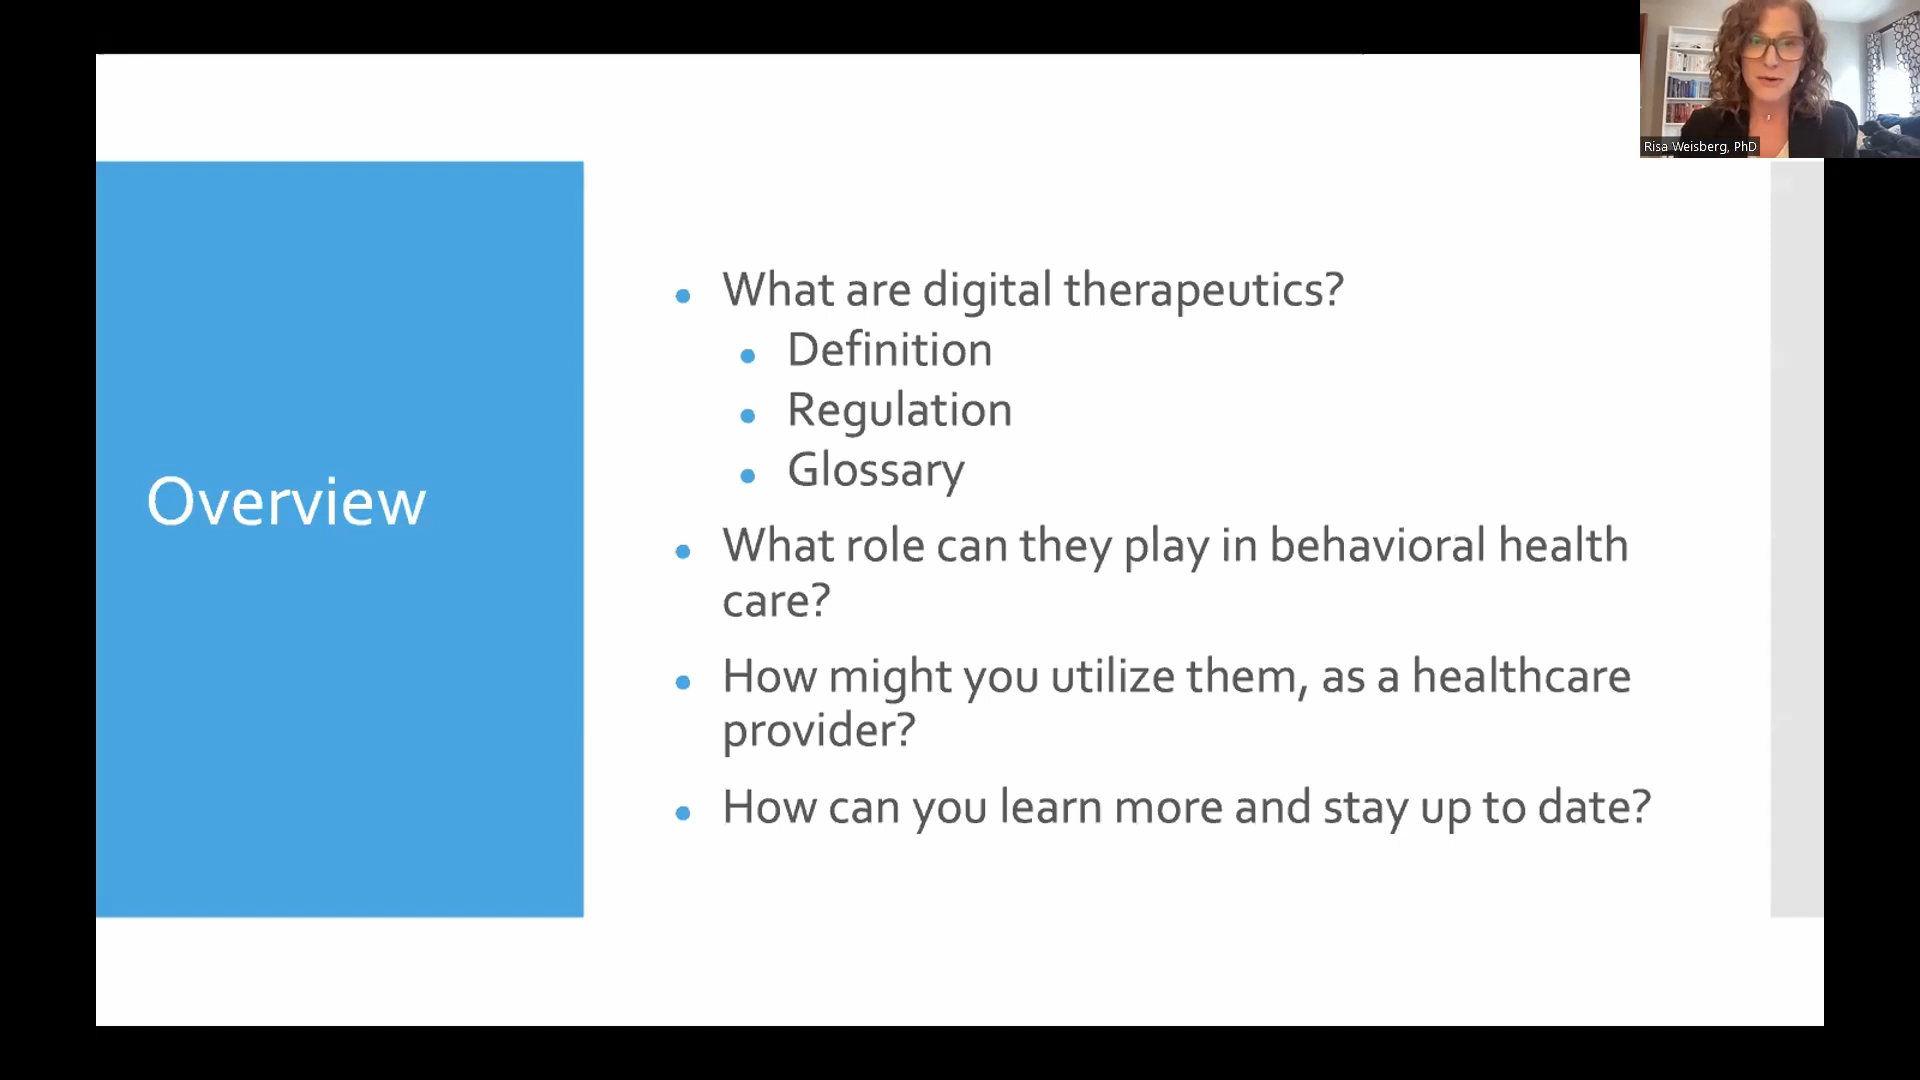 Risa Weisberg, PhD
Overview
What are digital therapeutics?
Definition
Regulation
Glossary
What role can they play in behavioral health
care?
How might you utilize them, as a healthcare
provider?
How can you learn more and stay up to date?